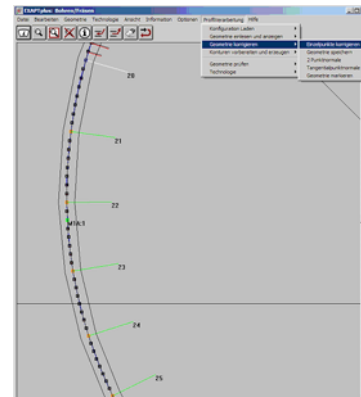 EXAPTplus: Bohren/Fräsen
Datei Bearbeiten Geometrie Technologie Ansicht Information Optionen Profilbearbeitung Hilfe
Konfiguration Laden
Geometrie einlesen und anzeigen
Geometrie korrigieren
Konturen vorbereiten und erzeugen
Geometrie prüfen
Technologie
Einzelpunkte korrigieren
Geometrie speichern
2-Punktnormale
Tangentialpunktnormale
Geometrie markieren
20
21
22
23
24
25